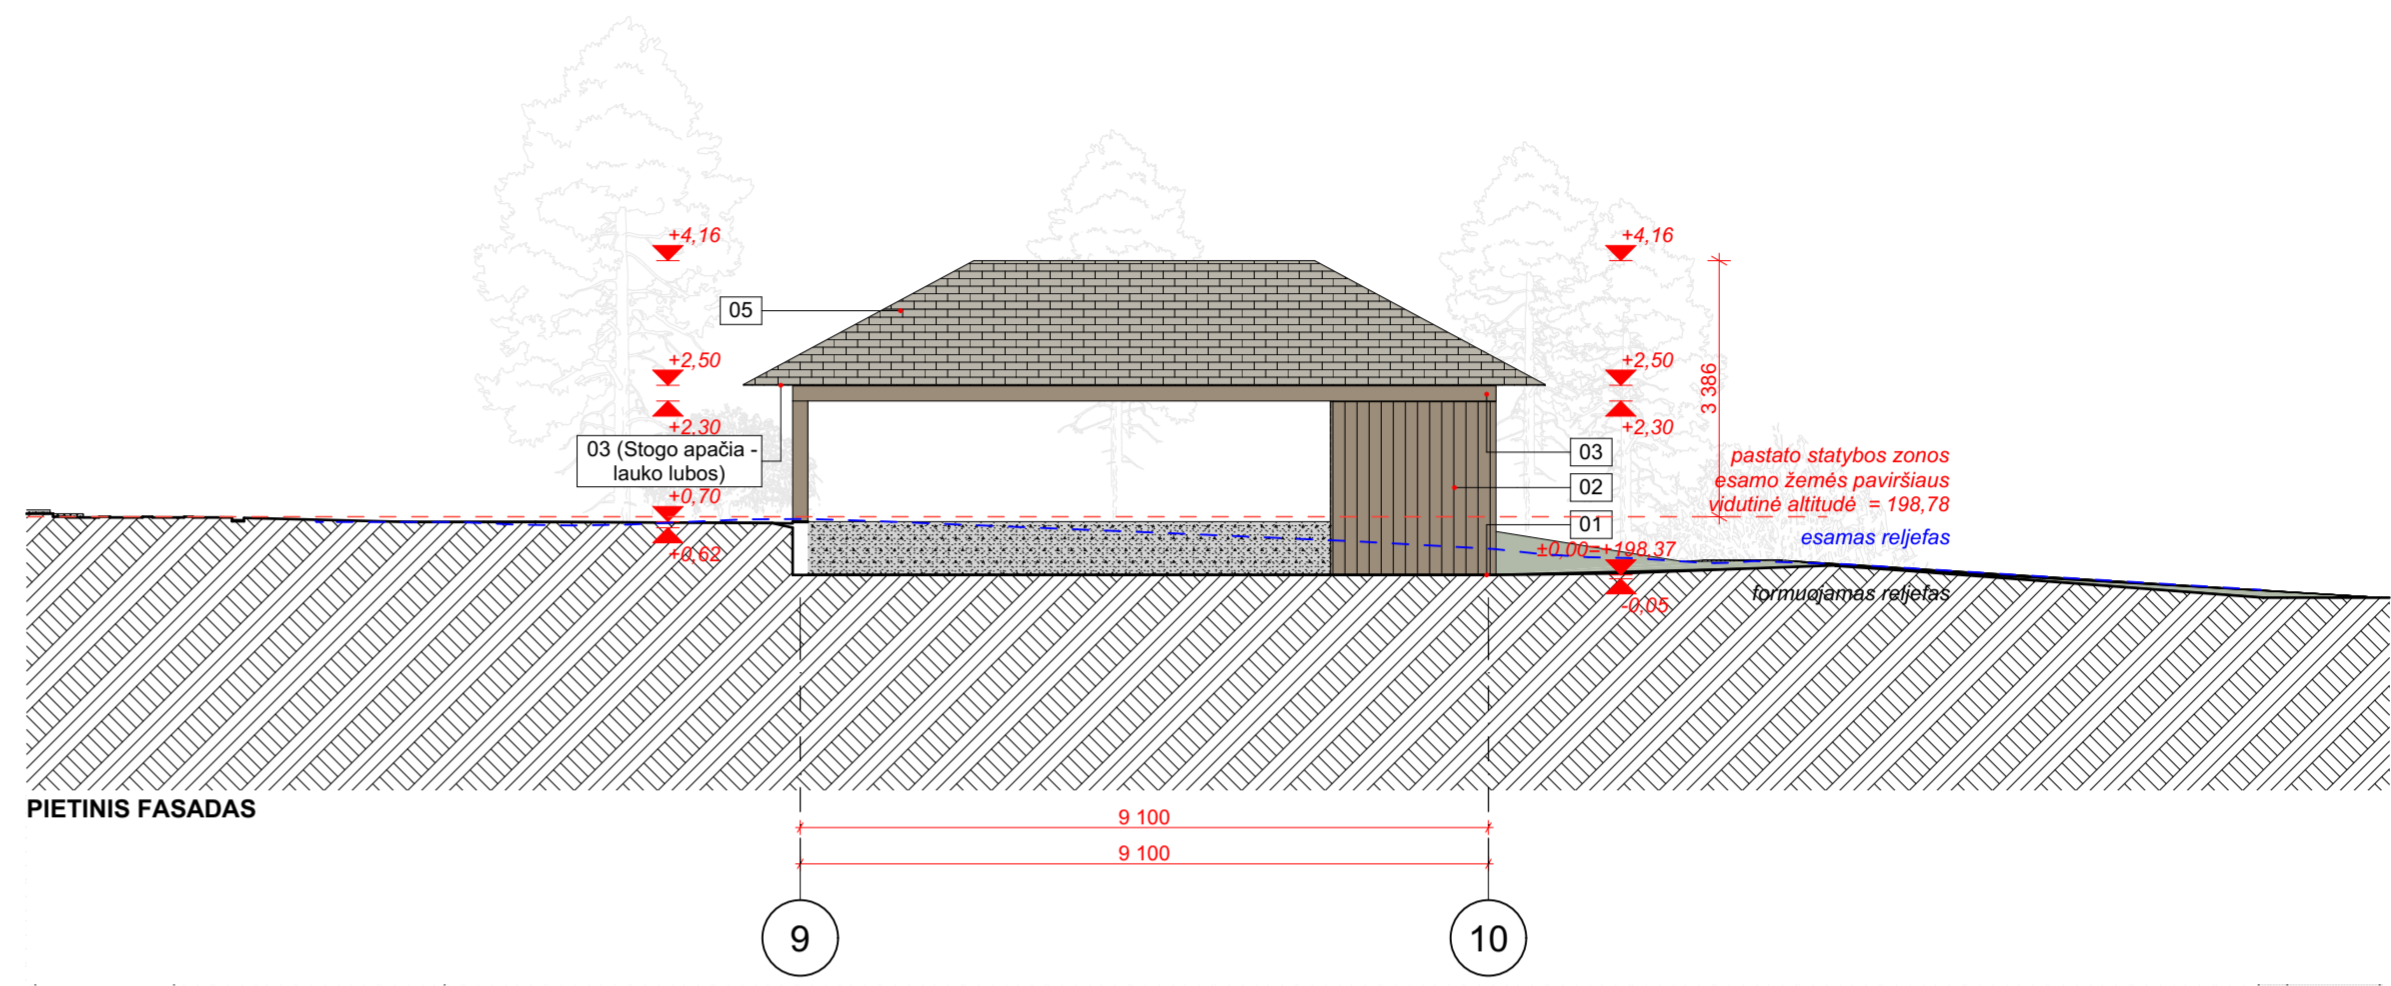 +4,16
+4,16
05
+2,50
+2,50
3 386
+2,30
+2,30
03 (Stogo apačia -
lauko lubos)
03
pastato statybos zonos
esamo žemės paviršiaus
vidutinė altitudė = 198,78
02
+0,70
01
esamas reljefas
+0,62
±0,00=+198,37
formuojamas reljefas
-0,05
PIETINIS FASADAS
9 100
9 100
9
10